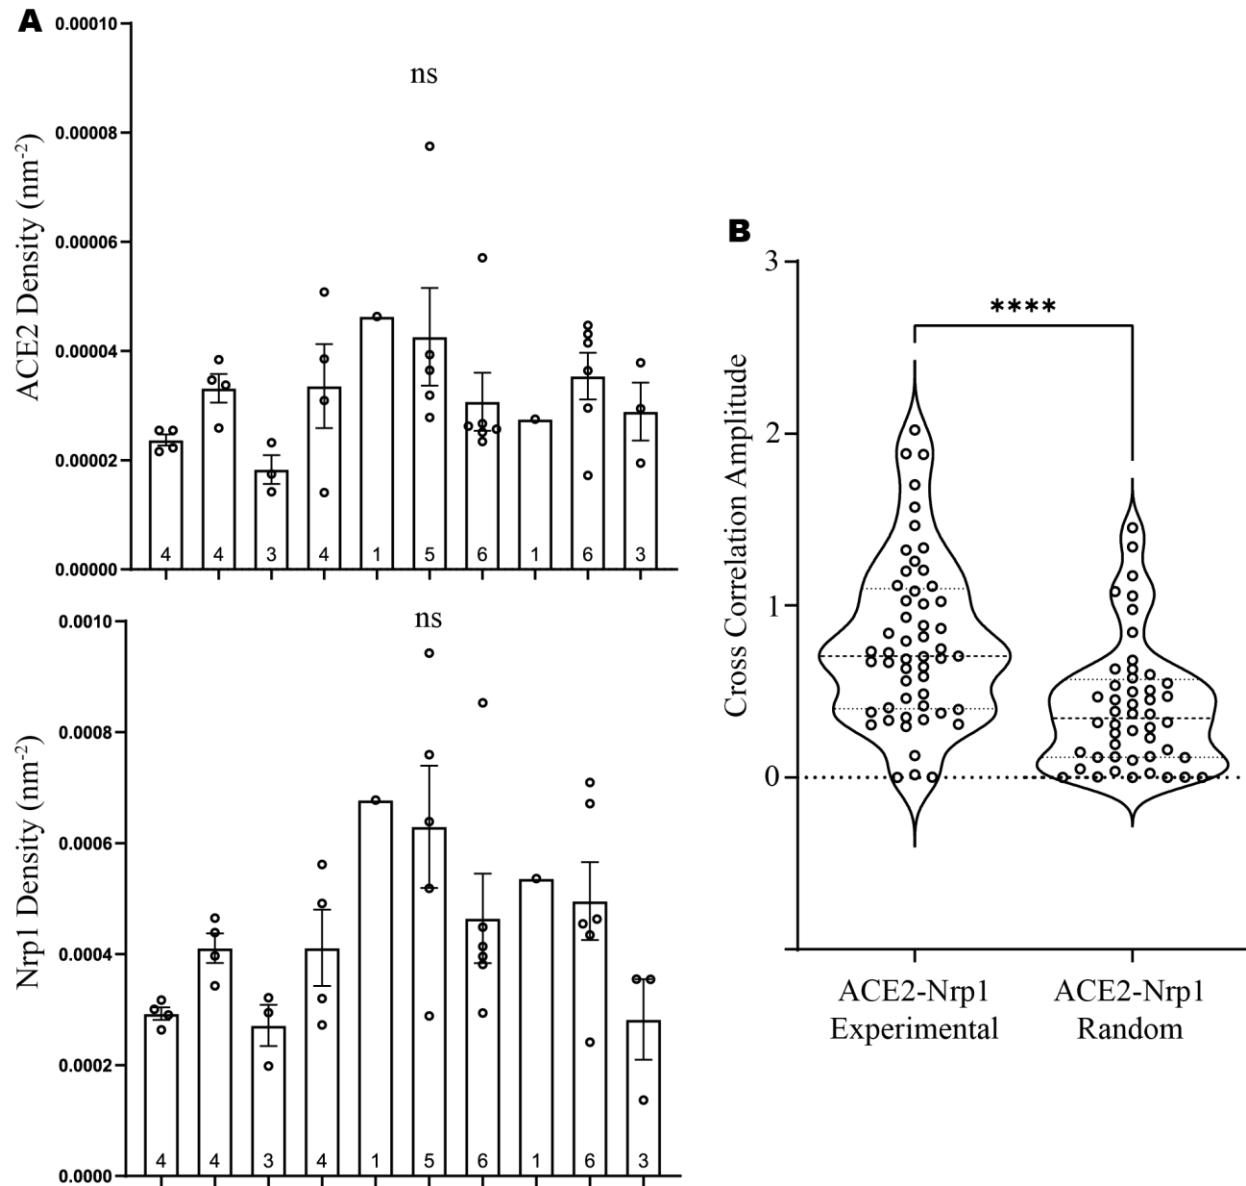 A
ACE2 Density (nm-2)
0.00010
0.00008
0.00006
0.00004
0.00002
0.00000
ns
4 4 3 4 1 5 6 1 6 3
Nrp1 Density (nm-2)
0.0010
0.0008
0.0006
0.0004
0.0002
0.0000
ns
4 4 3 4 1 5 6 1 6 3
B
Cross Correlation Amplitude
3
2
1
0
****
ACE2-Nrp1
Experimental
ACE2-Nrp1
Random